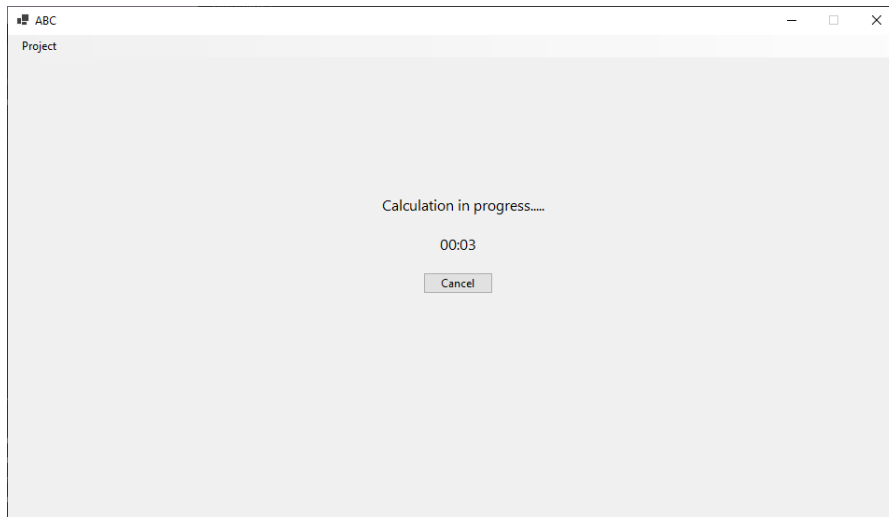 ABC
Project
Calculation in progress.....
00:03
Cancel